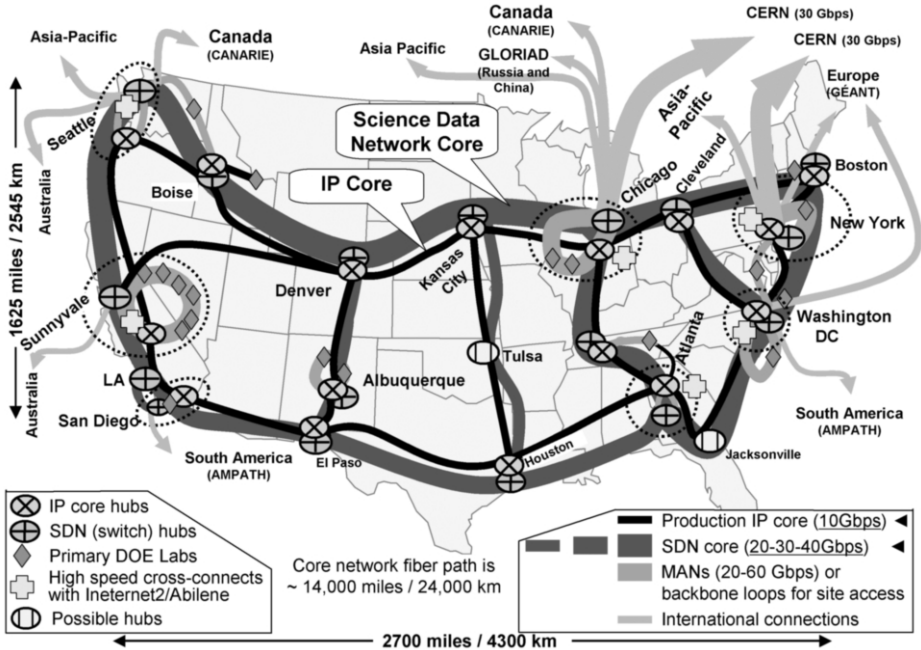 Asia-Pacific
Canada
(CANARIE)
Asia Pacific
Canada
(CANARIE)
GLORIAD
(Russia and
China)
CERN (30 Gbps)
CERN (30 Gbps)
Europe
(GÉANT)
Asia-
Pacific
1625 miles / 2545 km
Seattle
Australia
Boise
Science Data
Network Core
IP Core
Chicago
Cleveland
Boston
New York
Sunnyvale
Denver
Kansas
City
Washington
DC
Tulsa
Atlanta
LA
Albuquerque
San Diego
Australia
South America
(AMPATH)
El Paso
Houston
Jacksonville
South America
(AMPATH)
IP core hubs
SDN (switch) hubs
Primary DOE Labs
High speed cross-connects
with Ineternet2/Abilene
Possible hubs
Core network fiber path is
~ 14,000 miles / 24,000 km
Production IP core (10Gbps)
SDN core (20-30-40Gbps)
MANs (20-60 Gbps) or
backbone loops for site access
International connections
2700 miles / 4300 km